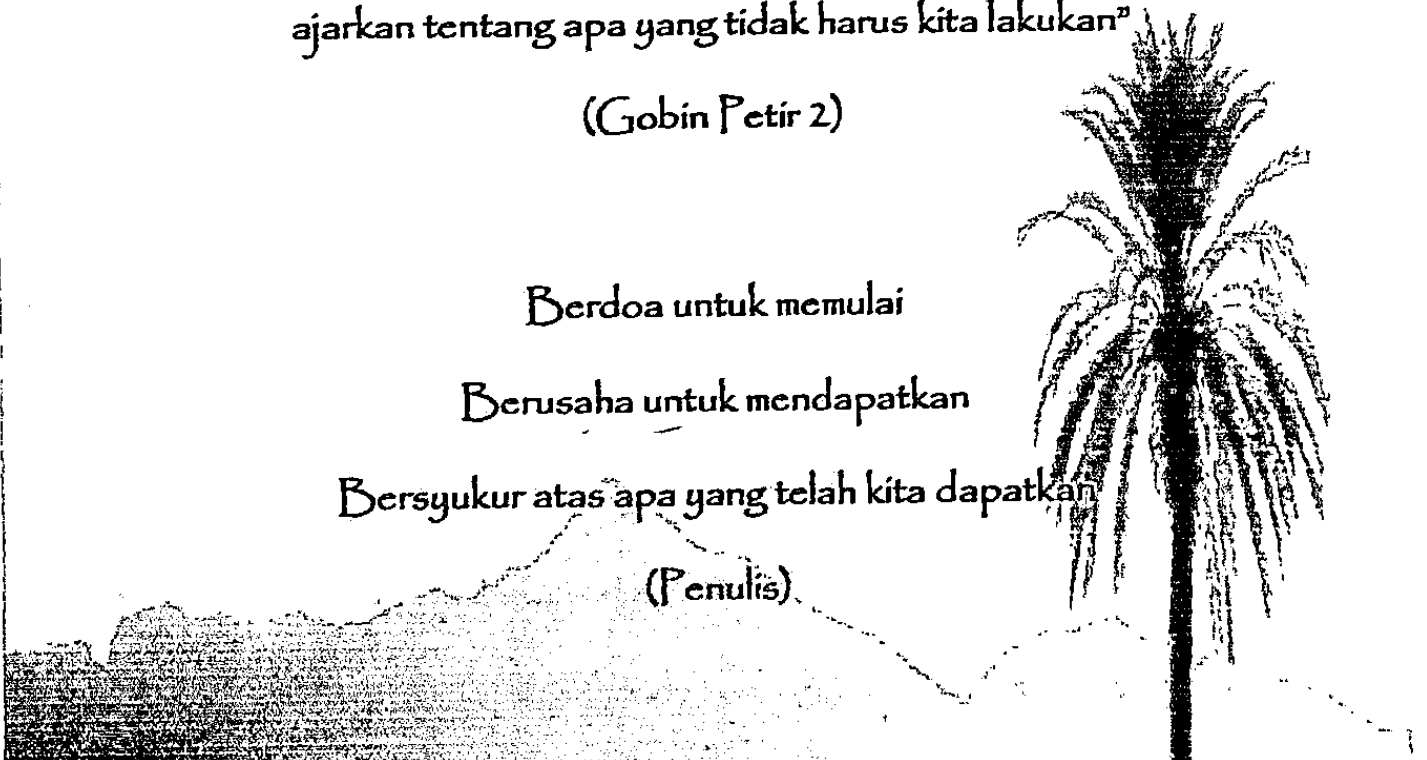 ajarkan tentang apa yang tidak harus kita lakukan”
(Gobin Petir 2)
Berdoa untuk memulai
Berusaha untuk mendapatkan
Bersyukur atas apa yang telah kita dapatkan
(Penulis)